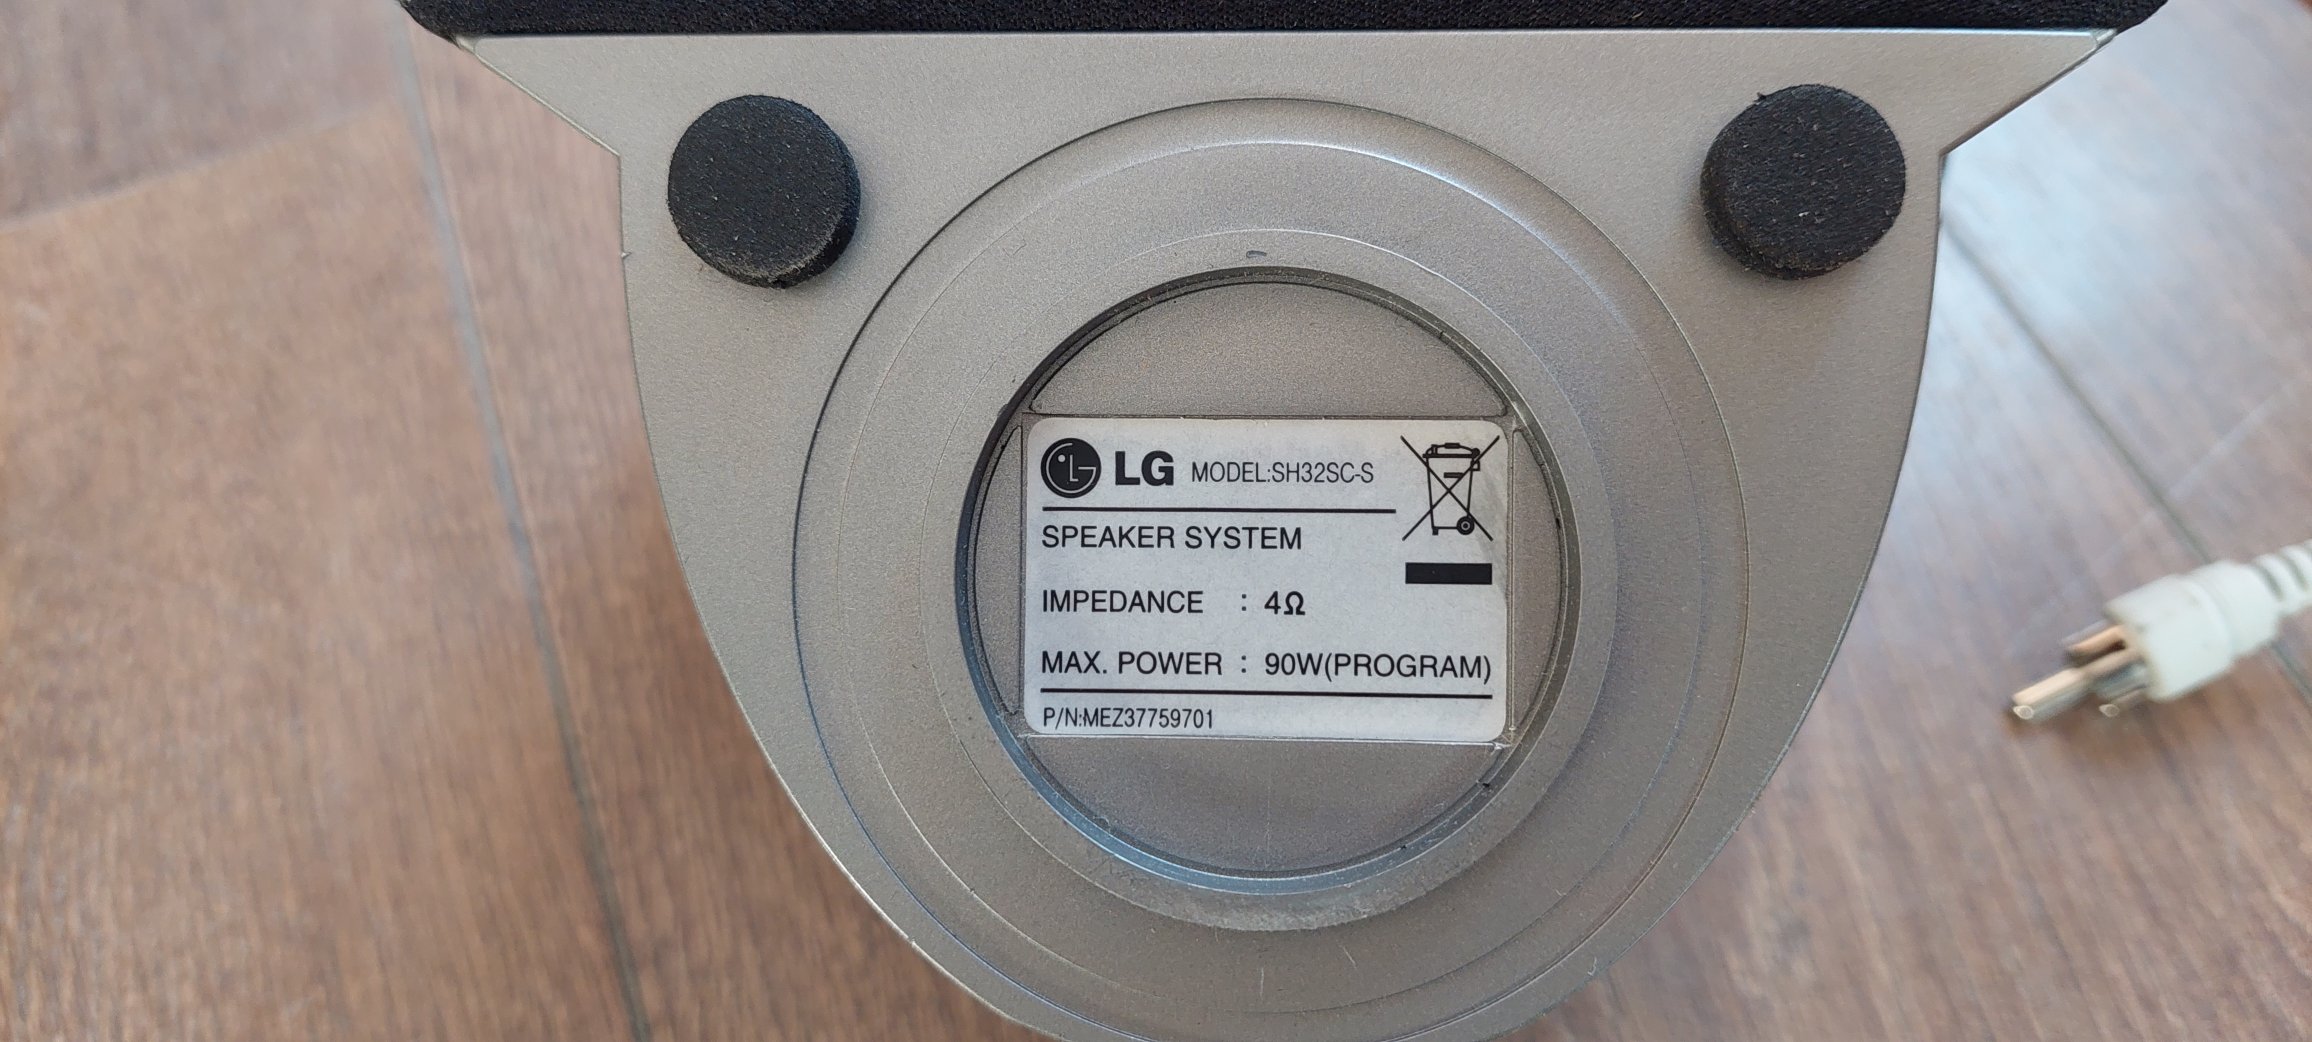 LG MODEL:SH32SC-S
SPEAKER SYSTEM
IMPEDANCE : 4Ω
MAX. POWER : 90W(PROGRAM)
P/N:MEZ37759701